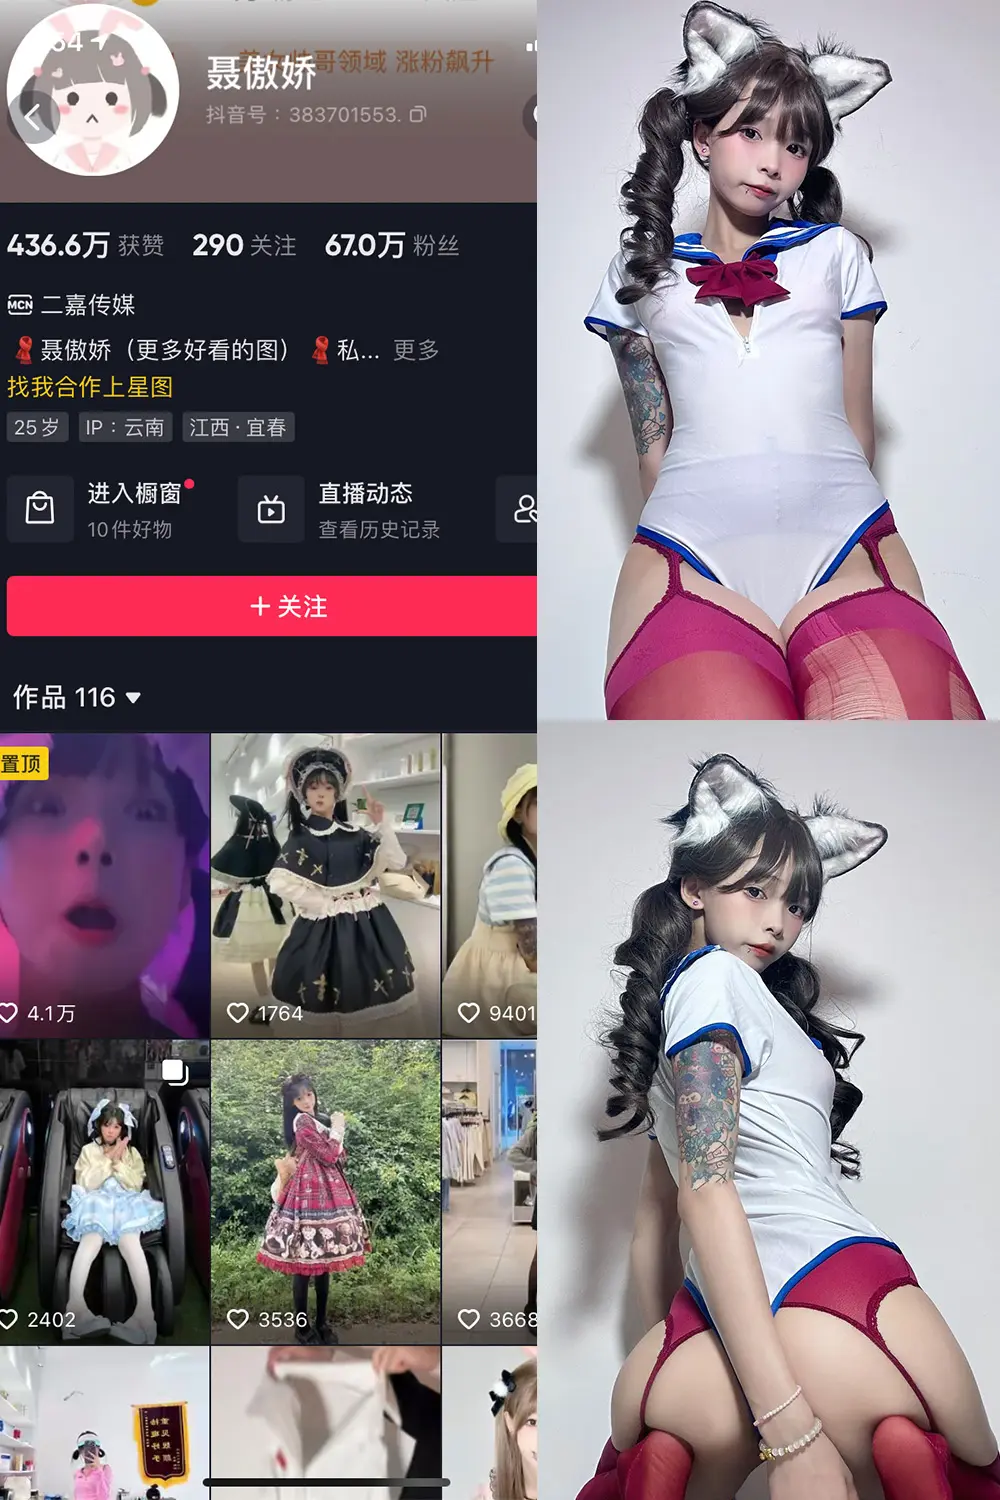 54
美女帅哥领域 涨粉飙升
聂傲娇
抖音号：383701553.
436.6万 获赞 290 关注 67.0万 粉丝
MCN 二嘉传媒
聂傲娇（更多好看的图） 私... 更多
找我合作上星图
25岁 IP：云南 江西·宜春
进入橱窗 直播动态
10件好物 查看历史记录
+ 关注
作品 116
置顶
4.1万 1764 9401
2402 3536 3668